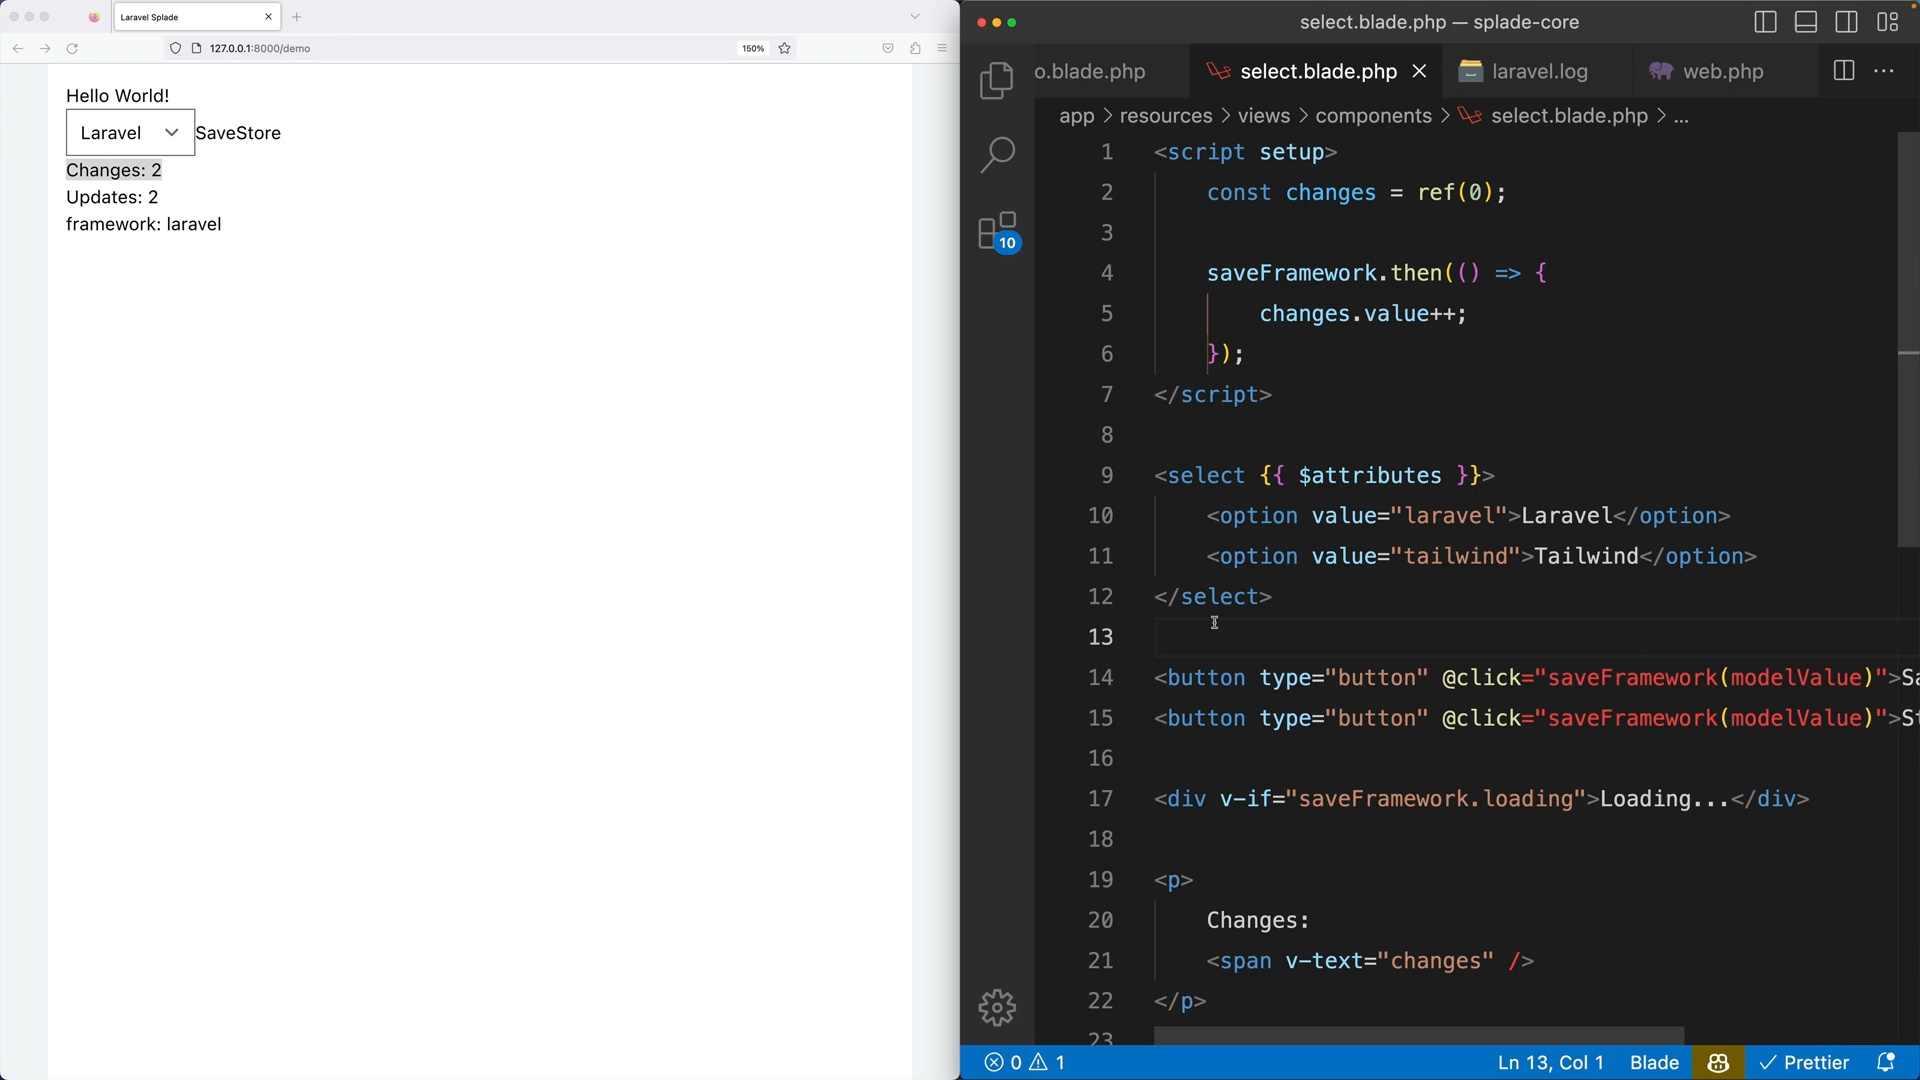 Laravel Splade
127.0.0.1:8000/demo
150%
Hello World!
Laravel
SaveStore
Changes: 2
Updates: 2
framework: laravel
select.blade.php — splade-core
o.blade.php
select.blade.php
laravel.log
web.php
app > resources > views > components > select.blade.php > ...
10
1 <script setup>
2 const changes = ref(0);
3
4 saveFramework.then(() => {
5 changes.value++;
6 });
7 </script>
8
9 <select {{ $attributes }}>
10 <option value="laravel">Laravel</option>
11 <option value="tailwind">Tailwind</option>
12 </select>
13
14 <button type="button" @click="saveFramework(modelValue)">Sa
15 <button type="button" @click="saveFramework(modelValue)">St
16
17 <div v-if="saveFramework.loading">Loading...</div>
18
19 <p>
20 Changes:
21 <span v-text="changes" />
22 </p>
23
0 1
Ln 13, Col 1
Blade
Prettier